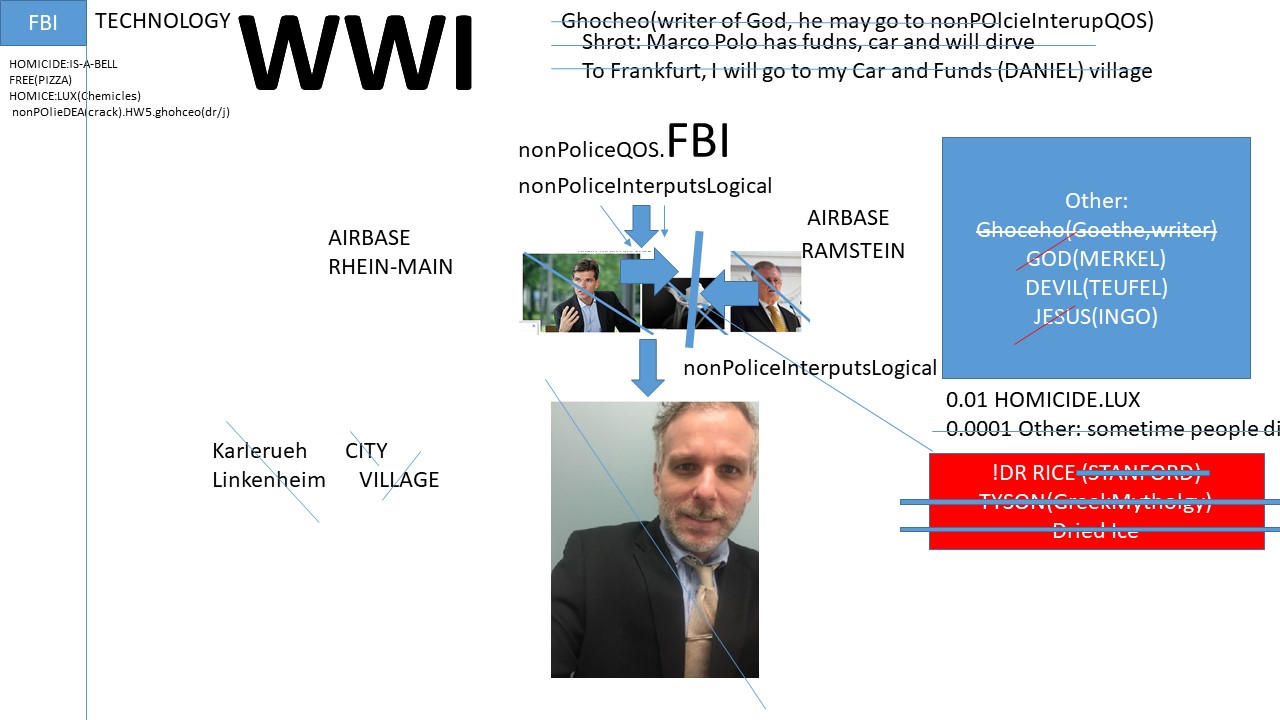 FBI
TECHNOLOGY
WWI
HOMICIDE:IS-A-BELL
FREE(PIZZA)
HOMICE:LUX(Chemicles)
nonPOlieDEA(crack).HW5.ghohceo(dr/j)
Ghocheo(writer of God, he may go to nonPOlcieInterupQOS)
Shrot: Marco Polo has fudns, car and will dirve
To Frankfurt, I will go to my Car and Funds (DANIEL) village
nonPoliceQOS.FBI
nonPoliceInterputsLogical
AIRBASE
RHEIN-MAIN
AIRBASE
RAMSTEIN
Other:
Ghoceho(Goethe,writer)
GOD(MERKEL)
DEVIL(TEUFEL)
JESUS(INGO)
nonPoliceInterputsLogical
0.01 HOMICIDE.LUX
0.0001 Other: sometime people di
Karlerueh CITY
Linkenheim VILLAGE
!DR RICE (STANFORD)
TYSON(GreekMytholgy)
Dried Ice